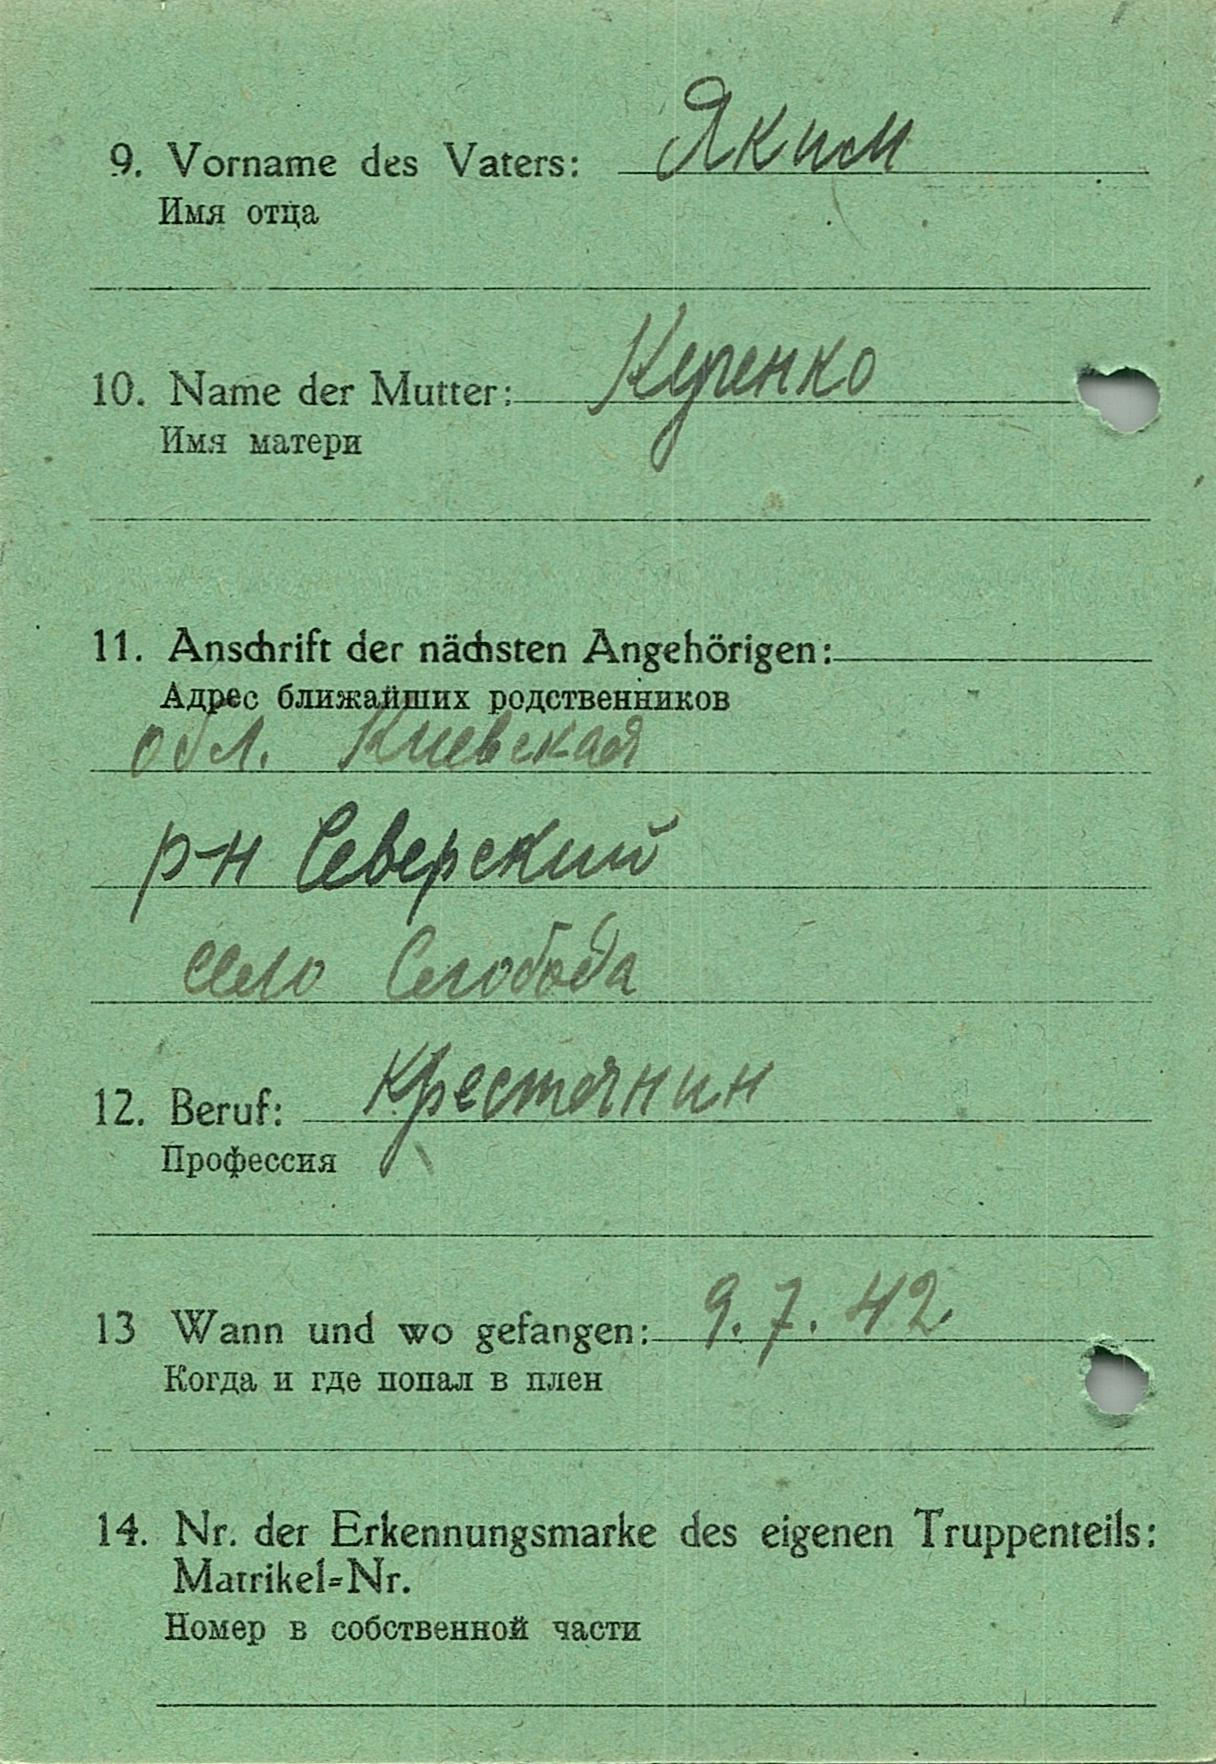 9. Vorname des Vaters: Яким
Имя отца
10. Name der Mutter: Куренко
Имя матери
11. Anschrift der nächsten Angehörigen:
Адрес ближайших родственников
обл. Киевская
р-н Северский
село Слобода
12. Beruf: Крестянин
Профессия
13 Wann und wo gefangen: 9.7.42
Когда и где попал в плен
14. Nr. der Erkennungsmarke des eigenen Truppenteils:
Matrikel=Nr.
Номер в собственной части